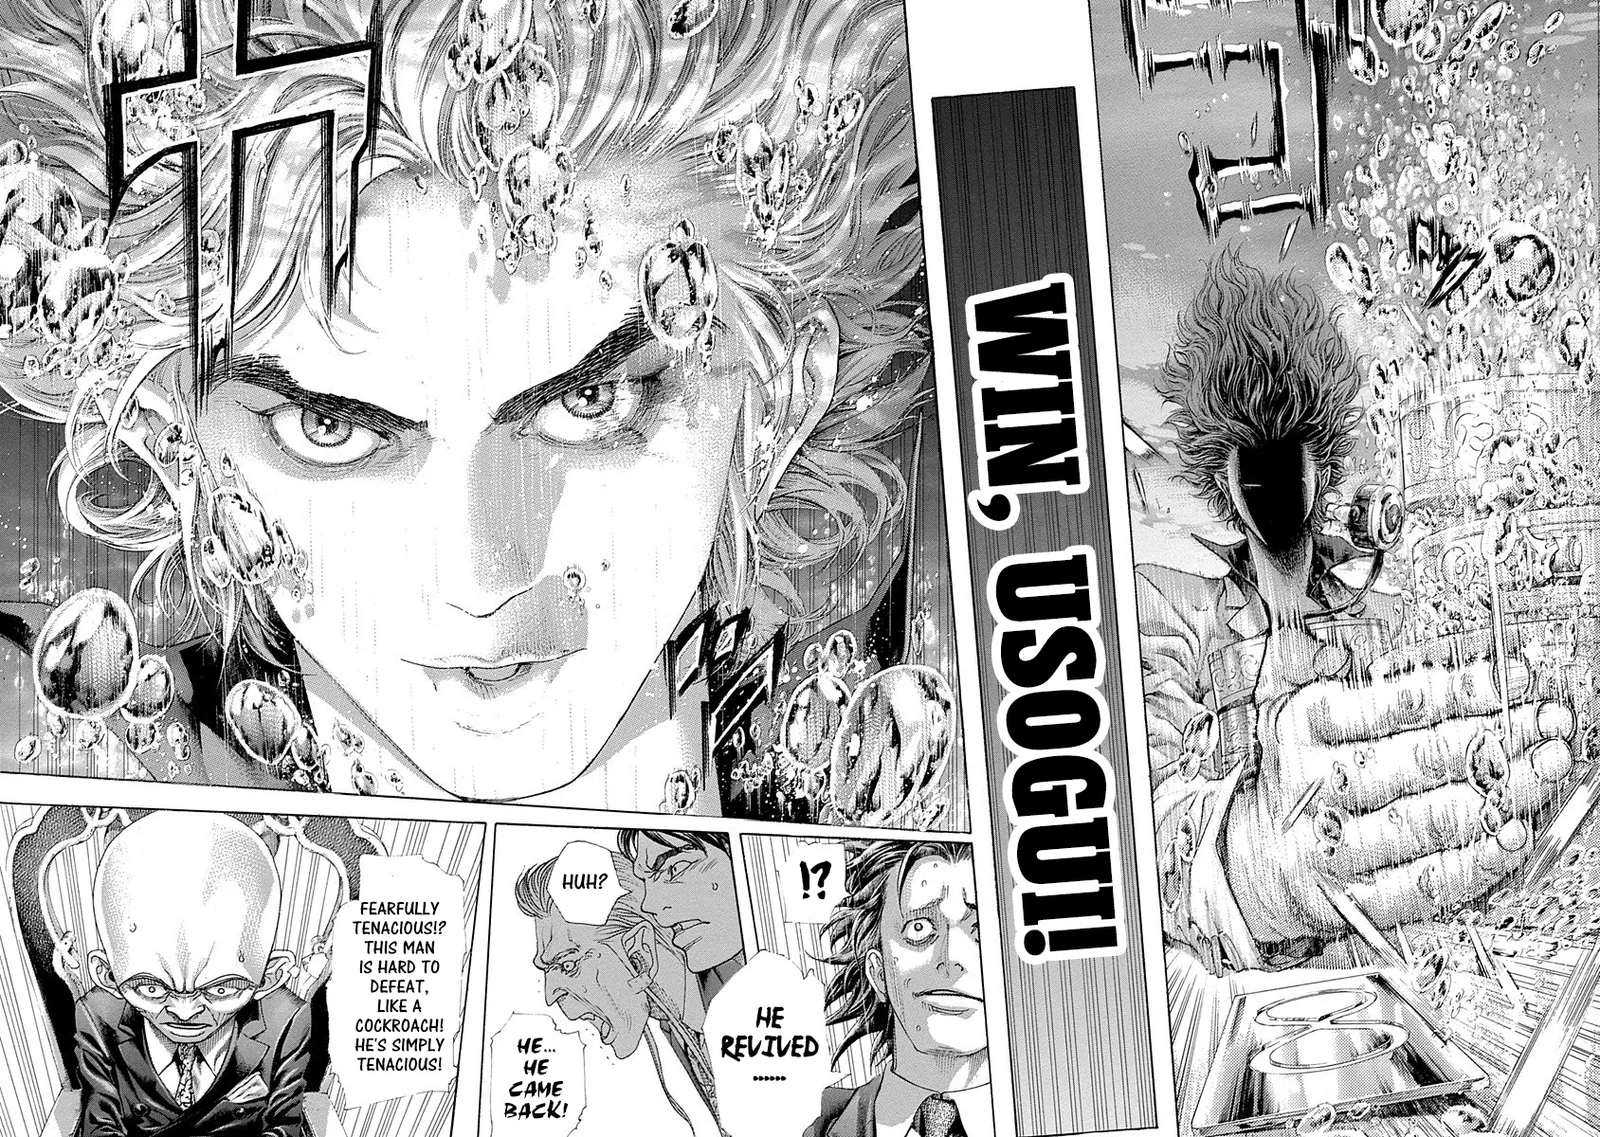 WIN, USOGUI!!
8
!?
HE
REVIVED
......
HUH?
HE...
HE
CAME
BACK!
FEARFULLY
TENACIOUS!?
THIS MAN
IS HARD TO
DEFEAT,
LIKE A
COCKROACH!
HE'S SIMPLY
TENACIOUS!